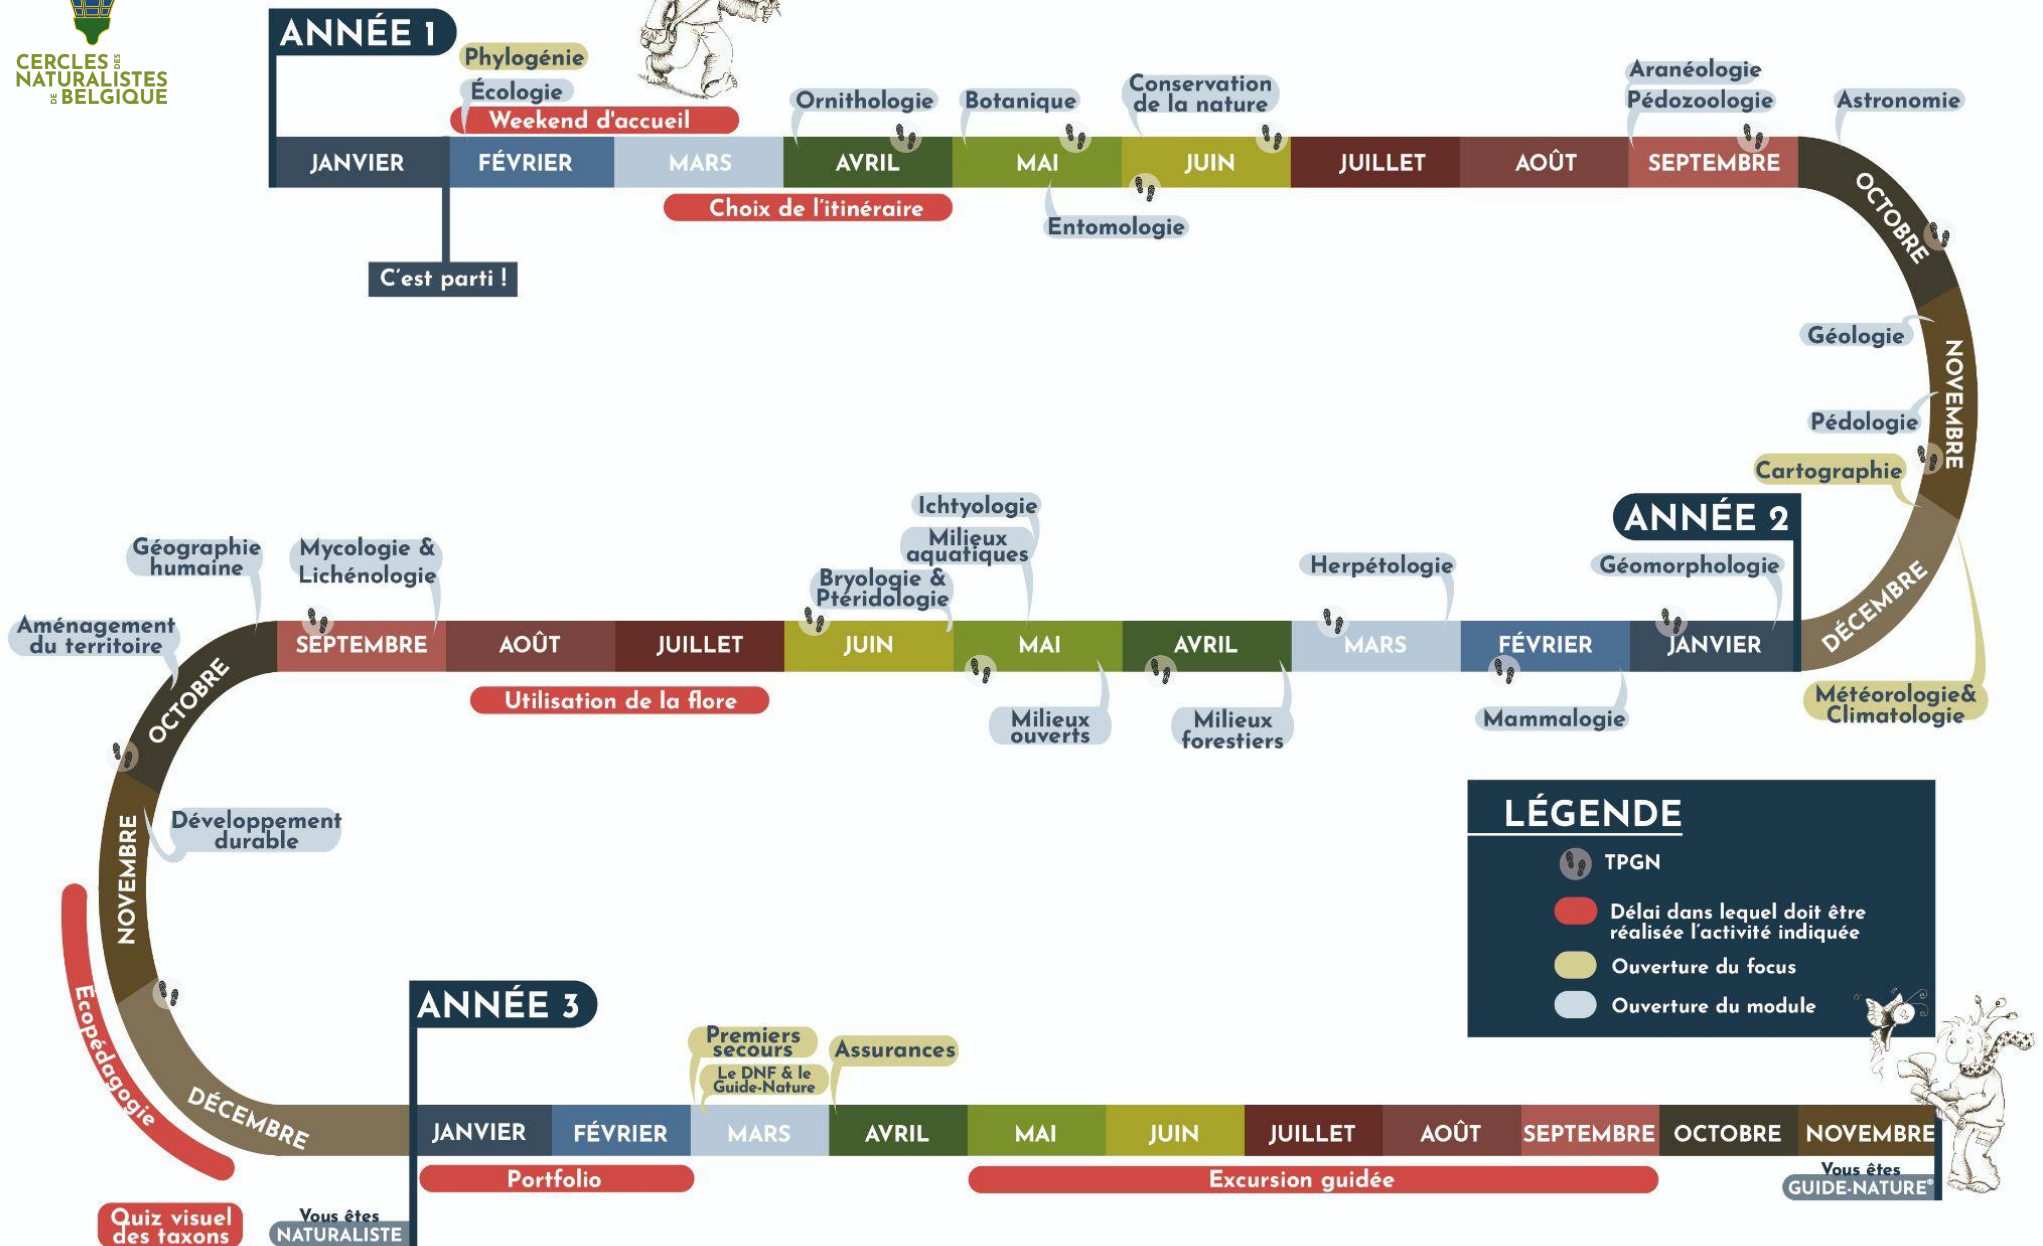 CERCLES DES
NATURALISTES
DE BELGIQUE
ANNÉE 1
Phylogénie
Écologie
Weekend d'accueil
Ornithologie
Botanique
Conservation
de la nature
Aranéologie
Pédozoologie
Astronomie
JANVIER
FÉVRIER
MARS
AVRIL
MAI
JUIN
JUILLET
AOÛT
SEPTEMBRE
OCTOBRE
Choix de l'itinéraire
Entomologie
C'est parti !
Géologie
NOVEMBRE
Pédologie
Cartographie
DÉCEMBRE
Météorologie&
Climatologie
ANNÉE 2
Géomorphologie
Herpétologie
Ichtyologie
Milieux
aquatiques
Bryologie &
Ptéridologie
Mycologie &
Lichénologie
Géographie
humaine
Aménagement
du territoire
SEPTEMBRE
AOÛT
JUILLET
JUIN
MAI
AVRIL
MARS
FÉVRIER
JANVIER
Utilisation de la flore
Milieux
ouverts
Milieux
forestiers
Mammalogie
OCTOBRE
NOVEMBRE
Développement
durable
Écopédagogie
DÉCEMBRE
Quiz visuel
des taxons
Vous êtes
NATURALISTE
LÉGENDE
TPGN
Délai dans lequel doit être
réalisée l'activité indiquée
Ouverture du focus
Ouverture du module
ANNÉE 3
Premiers
secours
Le DNF & le
Guide-Nature
Assurances
JANVIER
FÉVRIER
MARS
AVRIL
MAI
JUIN
JUILLET
AOÛT
SEPTEMBRE
OCTOBRE
NOVEMBRE
Portfolio
Excursion guidée
Vous êtes
GUIDE-NATURE®